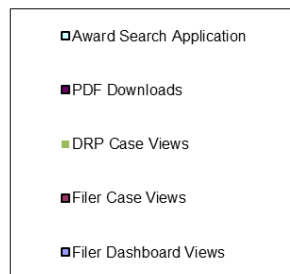 Award Search Application
PDF Downloads
DRP Case Views
Filer Case Views
Filer Dashboard Views